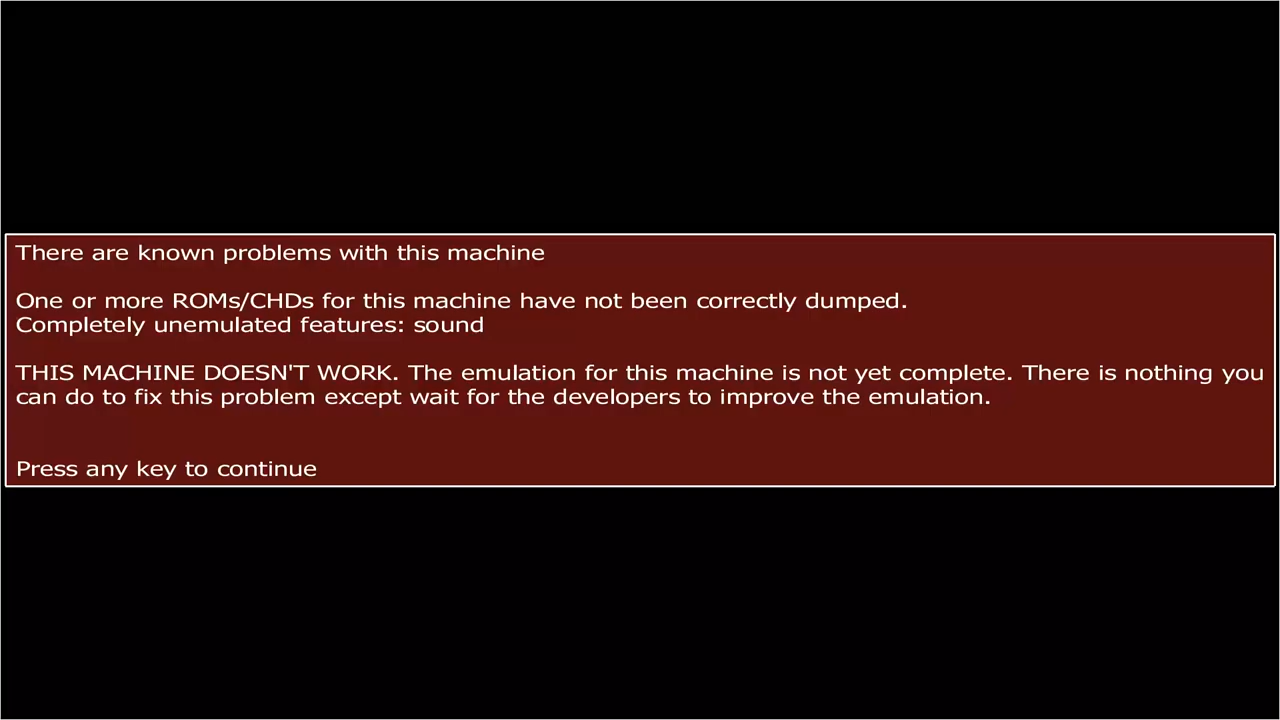 There are known problems with this machine
One or more ROMs/CHDs for this machine have not been correctly dumped.
Completely unemulated features: sound
THIS MACHINE DOESN'T WORK. The emulation for this machine is not yet complete. There is nothing you
can do to fix this problem except wait for the developers to improve the emulation.
Press any key to continue